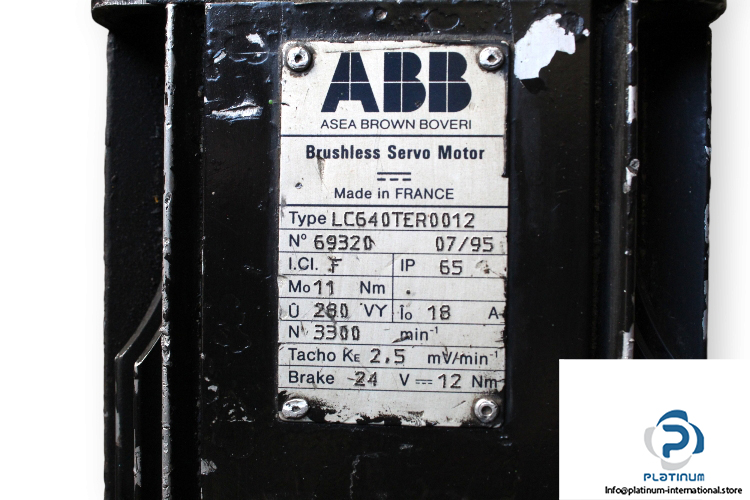 ABB
ASEA BROWN BOVERI
Brushless Servo Motor
Made in FRANCE
Type LC640TER0012
N° 69320 07/95
I.Cl. F IP 65
Mo 11 Nm
Û 280 VY Îo 18 A
N 3300 min⁻¹
Tacho KE 2,5 mV/min⁻¹
Brake 24 V 12 Nm
PLATINUM
Info@platinum-international.store